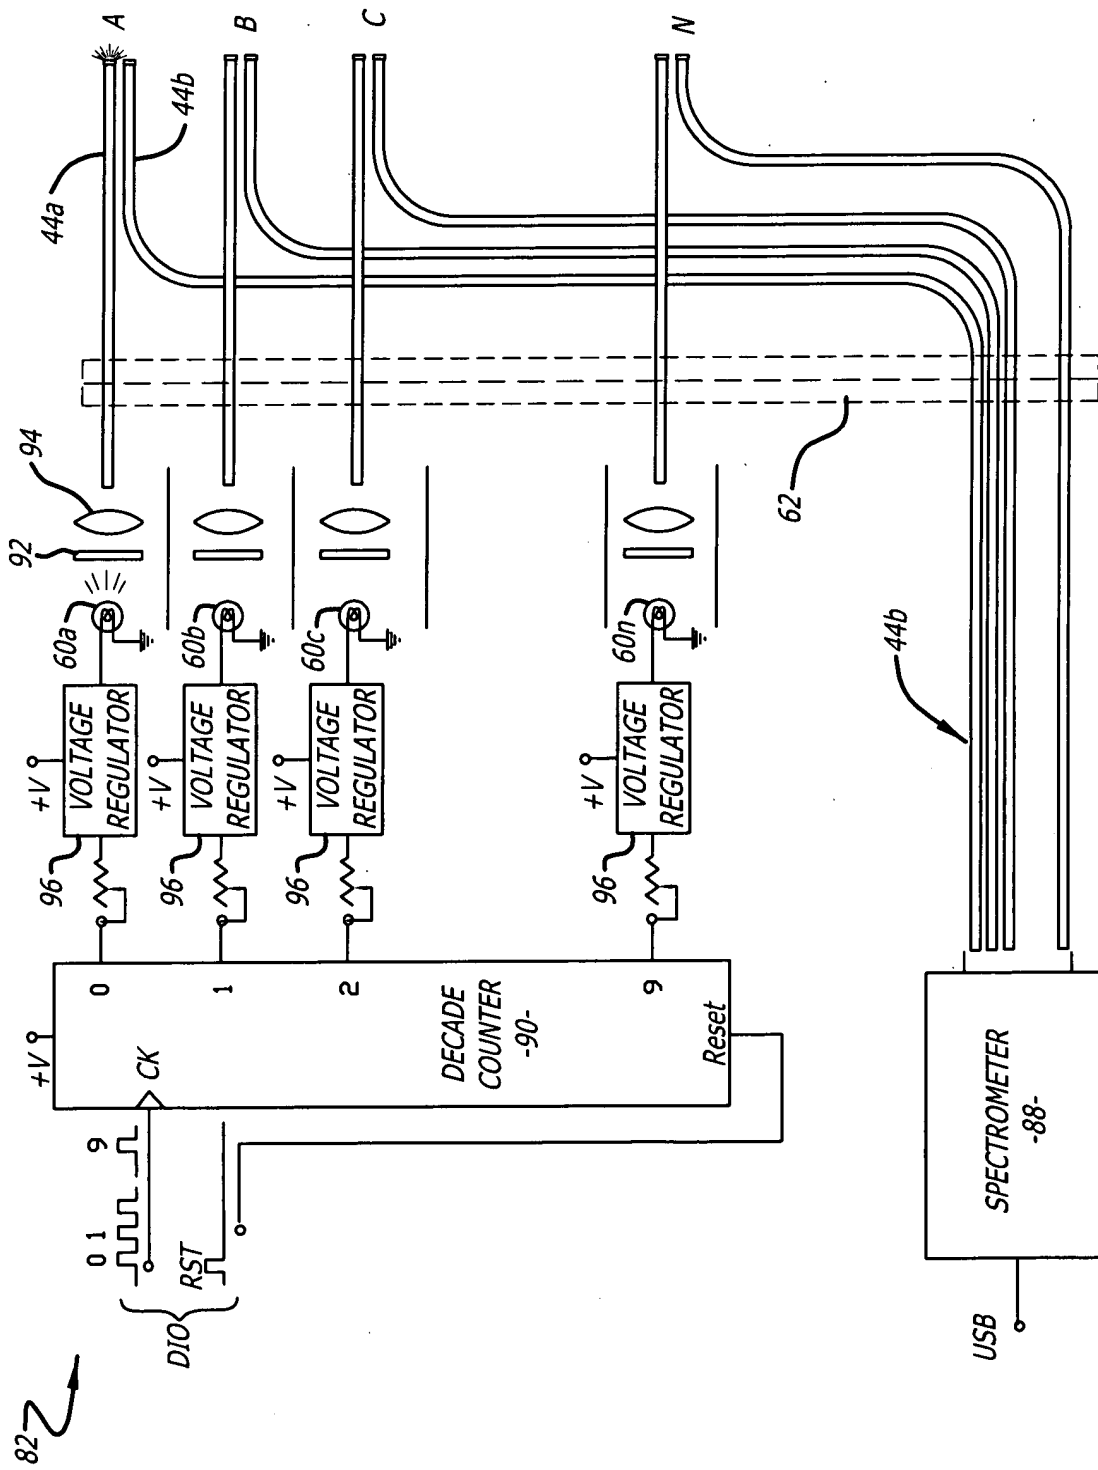 82
DIO
0 1 9
RST
CK
+V
0
1
2
9
DECADE
COUNTER
-90-
Reset
96
+V
VOLTAGE
REGULATOR
60a
92
94
44a
44b
A
96
+V
VOLTAGE
REGULATOR
60b
B
96
+V
VOLTAGE
REGULATOR
60c
C
96
+V
VOLTAGE
REGULATOR
60n
N
62
44b
USB
SPECTROMETER
-88-